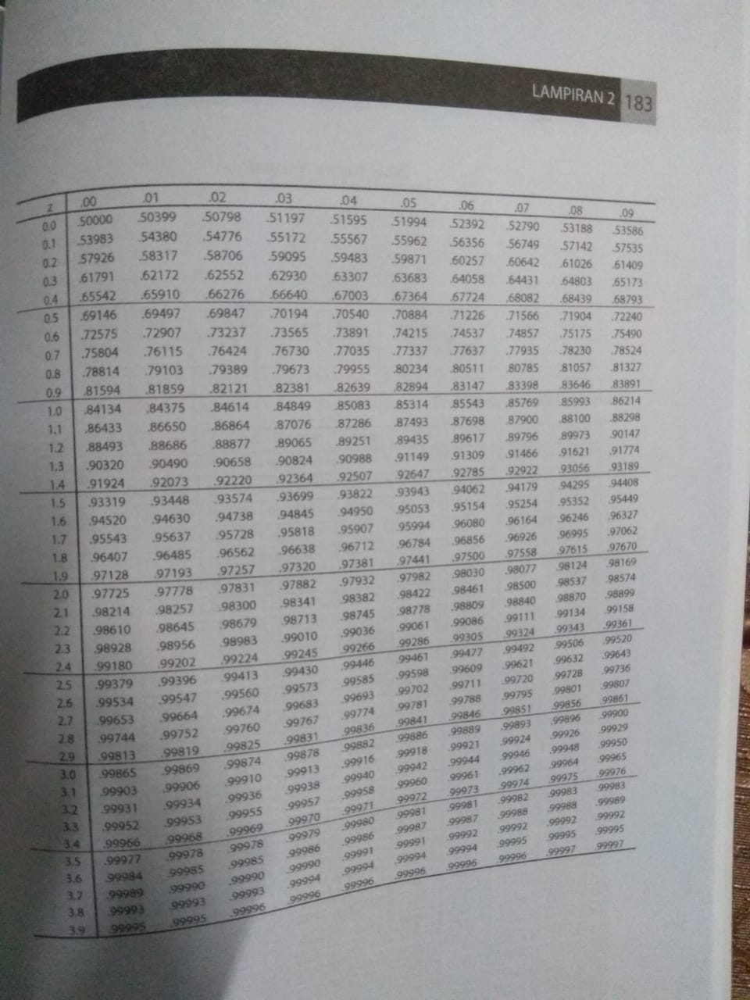 LAMPIRAN 2 183
z .00 .01 .02 .03 .04 .05 .06 .07 .08 .09
0.0 .50000 .50399 .50798 .51197 .51595 .51994 .52392 .52790 .53188 .53586
0.1 .53983 .54380 .54776 .55172 .55567 .55962 .56356 .56749 .57142 .57535
0.2 .57926 .58317 .58706 .59095 .59483 .59871 .60257 .60642 .61026 .61409
0.3 .61791 .62172 .62552 .62930 .63307 .63683 .64058 .64431 .64803 .65173
0.4 .65542 .65910 .66276 .66640 .67003 .67364 .67724 .68082 .68439 .68793
0.5 .69146 .69497 .69847 .70194 .70540 .70884 .71226 .71566 .71904 .72240
0.6 .72575 .72907 .73237 .73565 .73891 .74215 .74537 .74857 .75175 .75490
0.7 .75804 .76115 .76424 .76730 .77035 .77337 .77637 .77935 .78230 .78524
0.8 .78814 .79103 .79389 .79673 .79955 .80234 .80511 .80785 .81057 .81327
0.9 .81594 .81859 .82121 .82381 .82639 .82894 .83147 .83398 .83646 .83891
1.0 .84134 .84375 .84614 .84849 .85083 .85314 .85543 .85769 .85993 .86214
1.1 .86433 .86650 .86864 .87076 .87286 .87493 .87698 .87900 .88100 .88298
1.2 .88493 .88686 .88877 .89065 .89251 .89435 .89617 .89796 .89973 .90147
1.3 .90320 .90490 .90658 .90824 .90988 .91149 .91309 .91466 .91621 .91774
1.4 .91924 .92073 .92220 .92364 .92507 .92647 .92785 .92922 .93056 .93189
1.5 .93319 .93448 .93574 .93699 .93822 .93943 .94062 .94179 .94295 .94408
1.6 .94520 .94630 .94738 .94845 .94950 .95053 .95154 .95254 .95352 .95449
1.7 .95543 .95637 .95728 .95818 .95907 .95994 .96080 .96164 .96246 .96327
1.8 .96407 .96485 .96562 .96638 .96712 .96784 .96856 .96926 .96995 .97062
1.9 .97128 .97193 .97257 .97320 .97381 .97441 .97500 .97558 .97615 .97670
2.0 .97725 .97778 .97831 .97882 .97932 .97982 .98030 .98077 .98124 .98169
2.1 .98214 .98257 .98300 .98341 .98382 .98422 .98461 .98500 .98537 .98574
2.2 .98610 .98645 .98679 .98713 .98745 .98778 .98809 .98840 .98870 .98899
2.3 .98928 .98956 .98983 .99010 .99036 .99061 .99086 .99111 .99134 .99158
2.4 .99180 .99202 .99224 .99245 .99266 .99286 .99305 .99324 .99343 .99361
2.5 .99379 .99396 .99413 .99430 .99446 .99461 .99477 .99492 .99506 .99520
2.6 .99534 .99547 .99560 .99573 .99585 .99598 .99609 .99621 .99632 .99643
2.7 .99653 .99664 .99674 .99683 .99693 .99702 .99711 .99720 .99728 .99736
2.8 .99744 .99752 .99760 .99767 .99774 .99781 .99788 .99795 .99801 .99807
2.9 .99813 .99819 .99825 .99831 .99836 .99841 .99846 .99851 .99856 .99861
3.0 .99865 .99869 .99874 .99878 .99882 .99886 .99889 .99893 .99896 .99900
3.1 .99903 .99906 .99910 .99913 .99916 .99918 .99921 .99924 .99926 .99929
3.2 .99931 .99934 .99936 .99938 .99940 .99942 .99944 .99946 .99948 .99950
3.3 .99952 .99953 .99955 .99957 .99958 .99960 .99961 .99962 .99964 .99965
3.4 .99966 .99968 .99969 .99970 .99971 .99972 .99973 .99974 .99975 .99976
3.5 .99977 .99978 .99978 .99979 .99980 .99981 .99981 .99982 .99983 .99983
3.6 .99984 .99985 .99985 .99986 .99986 .99987 .99987 .99988 .99988 .99989
3.7 .99989 .99990 .99990 .99990 .99991 .99991 .99992 .99992 .99992 .99992
3.8 .99993 .99993 .99993 .99994 .99994 .99994 .99994 .99995 .99995 .99995
3.9 .99995 .99995 .99996 .99996 .99996 .99996 .99996 .99996 .99997 .99997